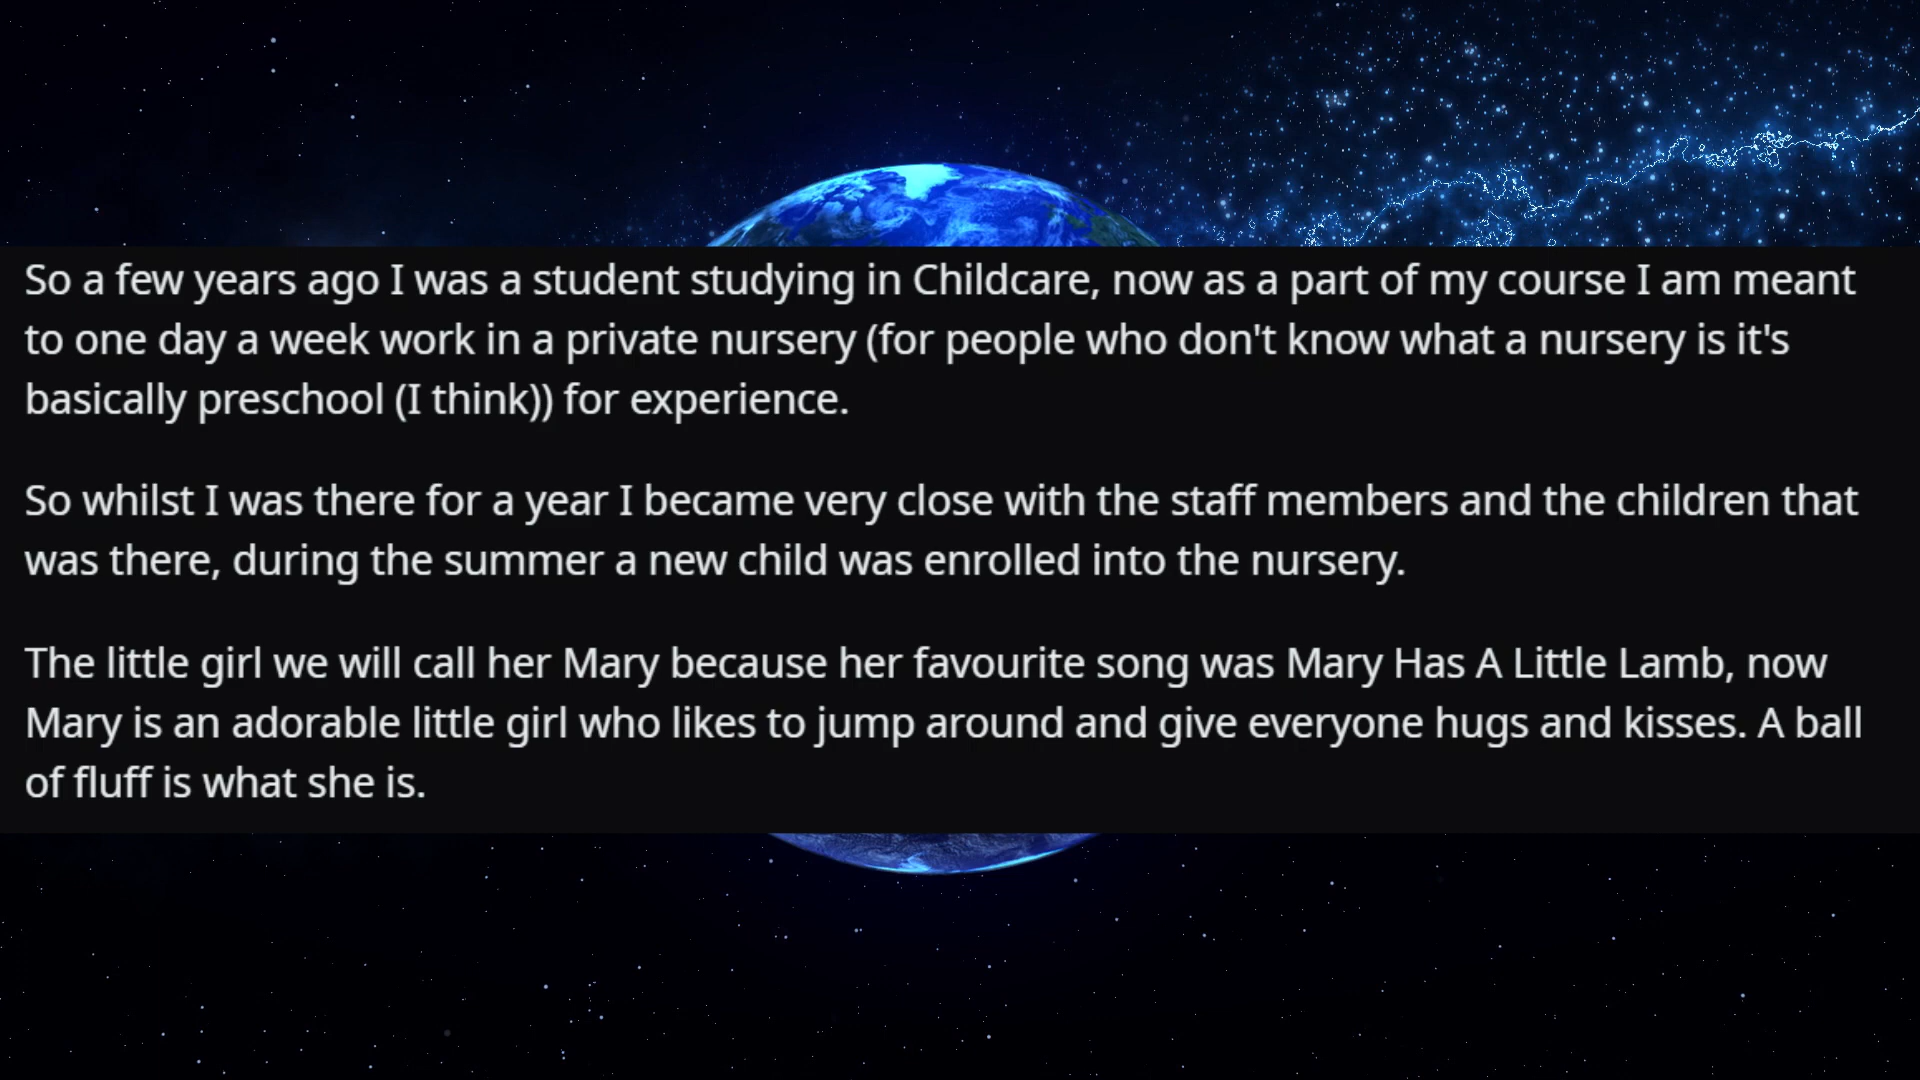 So a few years ago I was a student studying in Childcare, now as a part of my course I am meant
to one day a week work in a private nursery (for people who don't know what a nursery is it's
basically preschool (I think)) for experience.
So whilst I was there for a year I became very close with the staff members and the children that
was there, during the summer a new child was enrolled into the nursery.
The little girl we will call her Mary because her favourite song was Mary Has A Little Lamb, now
Mary is an adorable little girl who likes to jump around and give everyone hugs and kisses. A ball
of fluff is what she is.